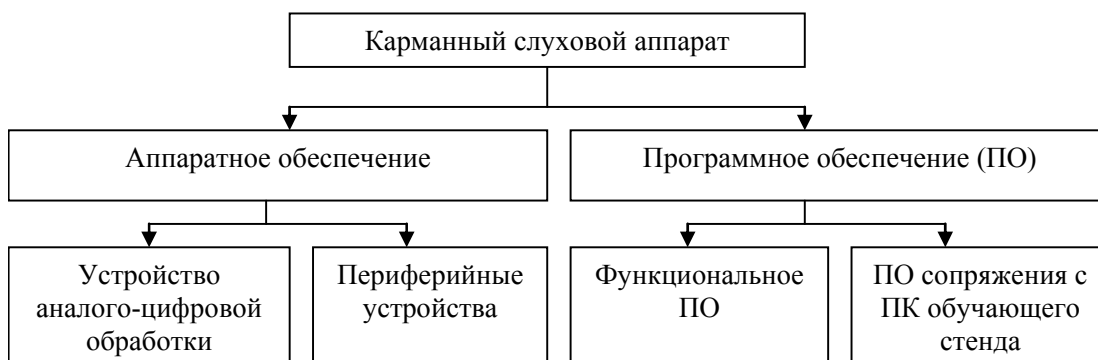 Карманный слуховой аппарат
Аппаратное обеспечение
Программное обеспечение (ПО)
Устройство
аналого-цифровой
обработки
Периферийные
устройства
Функциональное
ПО
ПО сопряжения с
ПК обучающего
стенда